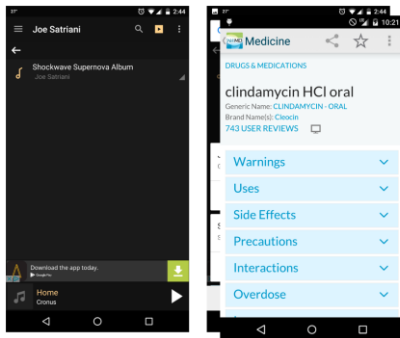 2:44
Joe Satriani
Shockwave Supernova Album
Joe Satriani
Download the app today.
Home
Cronus
2:44
10:21
Medicine
DRUGS & MEDICATIONS
clindamycin HCl oral
Generic Name: CLINDAMYCIN - ORAL
Brand Name(s): Cleocin
743 USER REVIEWS
Warnings
Uses
Side Effects
Precautions
Interactions
Overdose